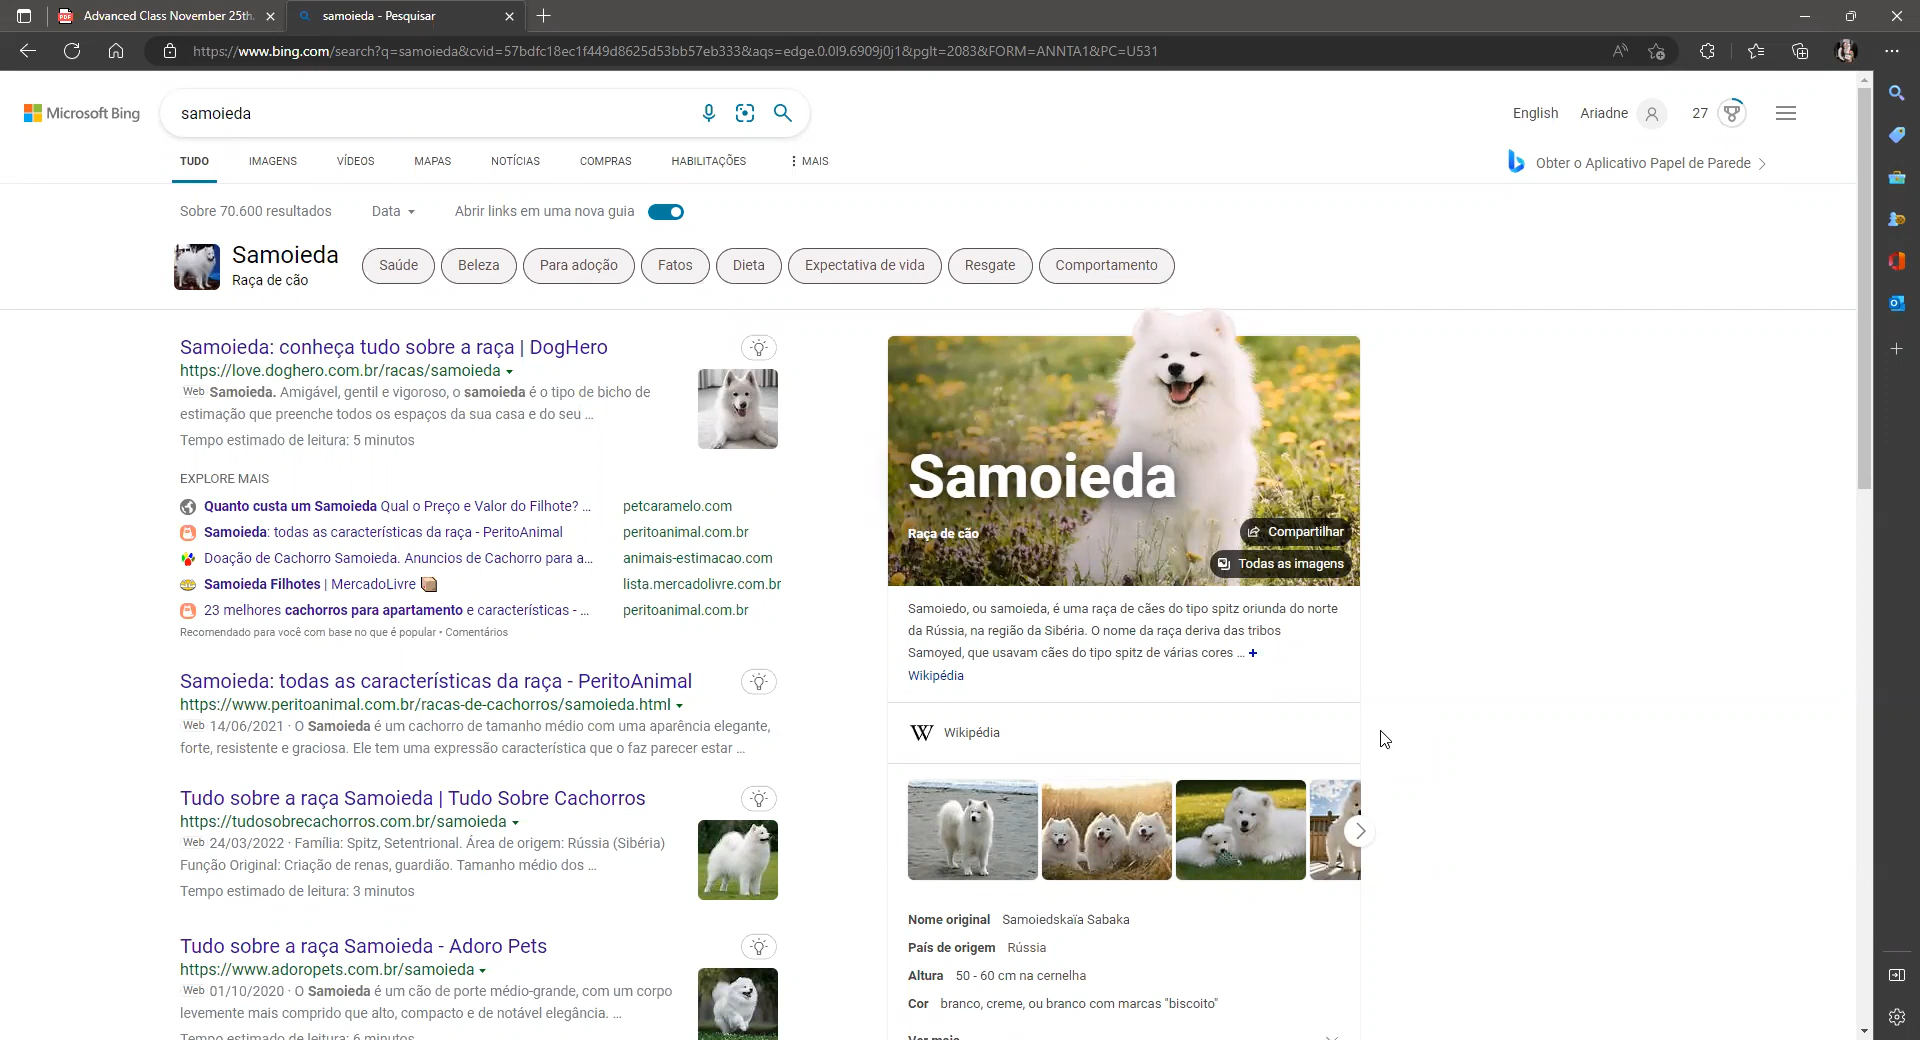 Advanced Class November 25th.
samoieda - Pesquisar
https://www.bing.com/search?q=samoieda&cvid=57bdfc18ec1f449d8625d53bb57eb333&aqs=edge.0.0l9.6909j0j1&pglt=2083&FORM=ANNTA1&PC=U531
Microsoft Bing
samoieda
English Ariadne 27
TUDO IMAGENS VÍDEOS MAPAS NOTÍCIAS COMPRAS HABILITAÇÕES MAIS
Obter o Aplicativo Papel de Parede
Sobre 70.600 resultados Data Abrir links em uma nova guia
Samoieda
Raça de cão
Saúde Beleza Para adoção Fatos Dieta Expectativa de vida Resgate Comportamento
Samoieda: conheça tudo sobre a raça | DogHero
https://love.doghero.com.br/racas/samoieda
Web Samoieda. Amigável, gentil e vigoroso, o samoieda é o tipo de bicho de
estimação que preenche todos os espaços da sua casa e do seu ...
Tempo estimado de leitura: 5 minutos
EXPLORE MAIS
Quanto custa um Samoieda Qual o Preço e Valor do Filhote? ... petcaramelo.com
Samoieda: todas as características da raça - PeritoAnimal peritoanimal.com.br
Doação de Cachorro Samoieda. Anuncios de Cachorro para a... animais-estimacao.com
Samoieda Filhotes | MercadoLivre lista.mercadolivre.com.br
23 melhores cachorros para apartamento e características - ... peritoanimal.com.br
Recomendado para você com base no que é popular • Comentários
Samoieda: todas as características da raça - PeritoAnimal
https://www.peritoanimal.com.br/racas-de-cachorros/samoieda.html
Web 14/06/2021 · O Samoieda é um cachorro de tamanho médio com uma aparência elegante,
forte, resistente e graciosa. Ele tem uma expressão característica que o faz parecer estar ...
Tudo sobre a raça Samoieda | Tudo Sobre Cachorros
https://tudosobrecachorros.com.br/samoieda
Web 24/03/2022 · Família: Spitz, Setentrional. Área de origem: Rússia (Sibéria)
Função Original: Criação de renas, guardião. Tamanho médio dos ...
Tempo estimado de leitura: 3 minutos
Tudo sobre a raça Samoieda - Adoro Pets
https://www.adoropets.com.br/samoieda
Web 01/10/2020 · O Samoieda é um cão de porte médio-grande, com um corpo
levemente mais comprido que alto, compacto e de notável elegância. ...
Tempo estimado de leitura: 6 minutos
Samoieda
Raça de cão
Compartilhar
Todas as imagens
Samoiedo, ou samoieda, é uma raça de cães do tipo spitz oriunda do norte
da Rússia, na região da Sibéria. O nome da raça deriva das tribos
Samoyed, que usavam cães do tipo spitz de várias cores ... +
Wikipédia
W Wikipédia
Nome original Samoiedskaïa Sabaka
País de origem Rússia
Altura 50 - 60 cm na cernelha
Cor branco, creme, ou branco com marcas "biscoito"
Ver mais